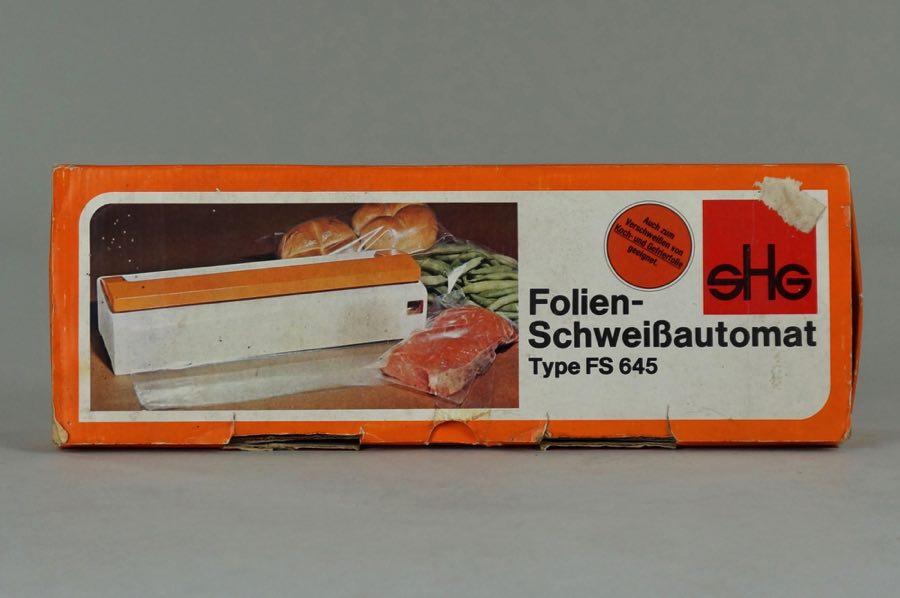 Auch zum
Verschweißen von
Koch- und Gefrierfolie
geeignet.
SHG
Folien-
Schweißautomat
Type FS 645